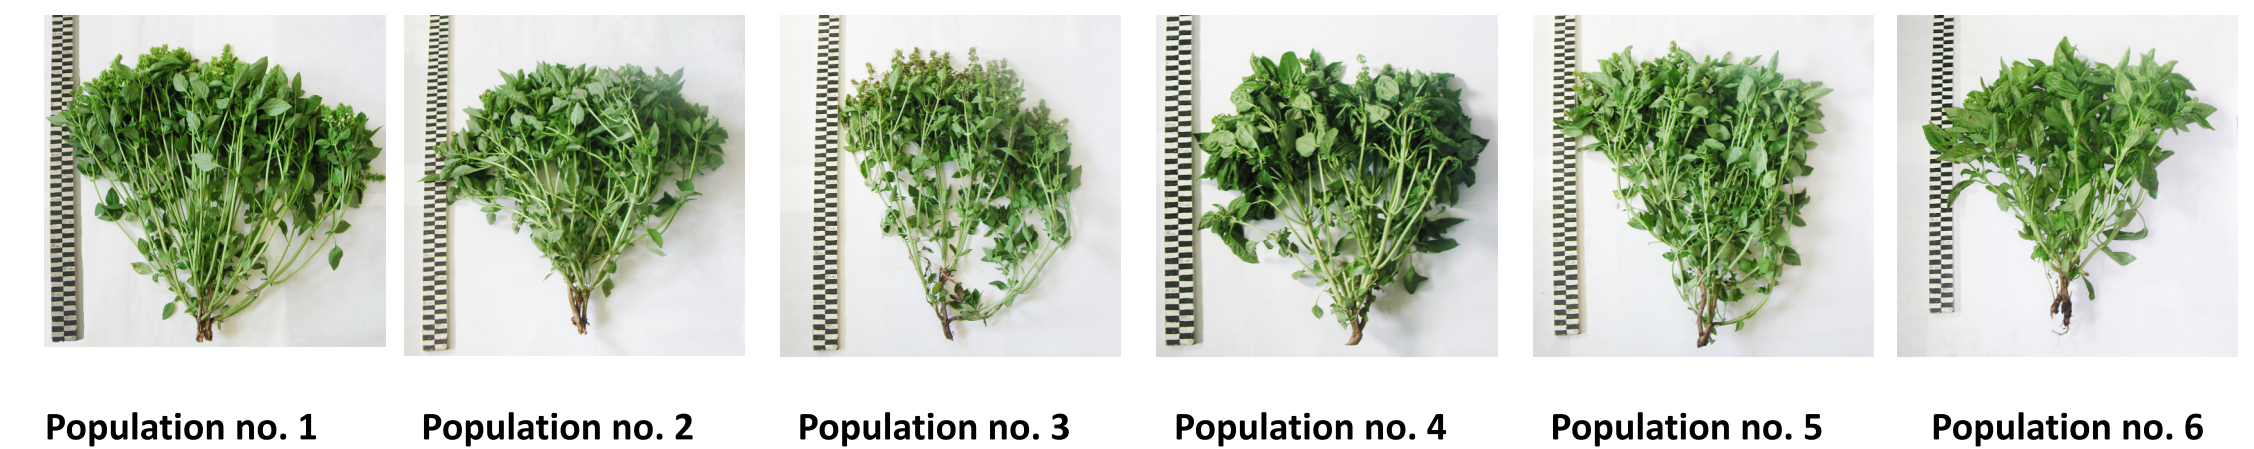 Population no. 1
Population no. 2
Population no. 3
Population no. 4
Population no. 5
Population no. 6